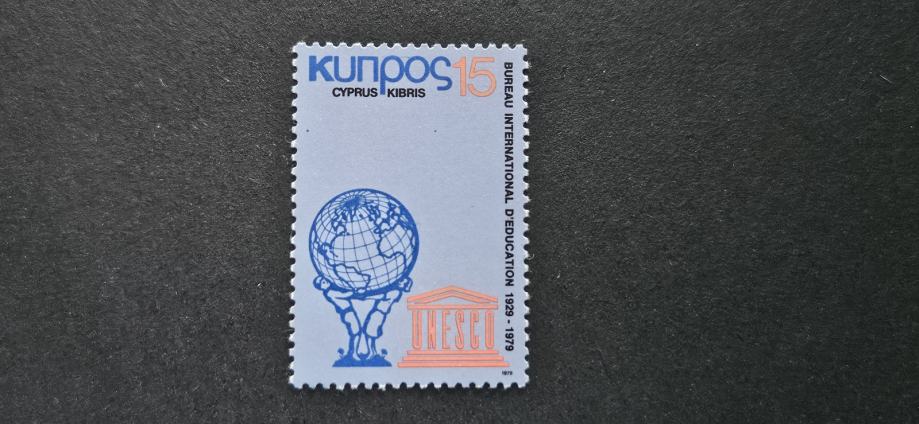 κυπρος 15
CYPRUS KIBRIS
BUREAU INTERNATIONAL D'EDUCATION 1929 - 1979
UNESCO
1979